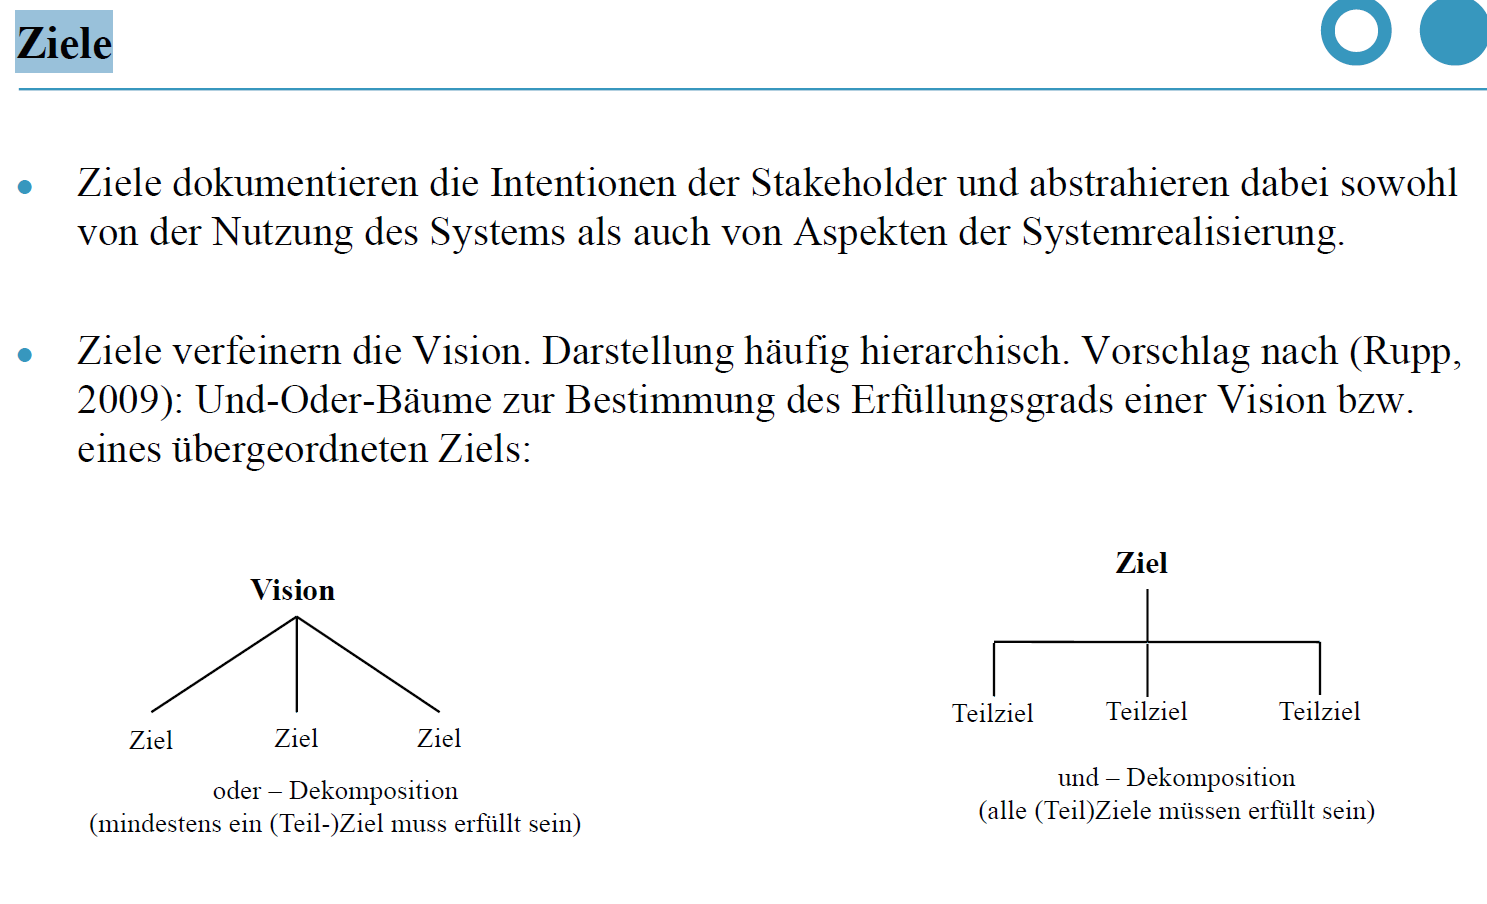 Ziele
Ziele dokumentieren die Intentionen der Stakeholder und abstrahieren dabei sowohl
von der Nutzung des Systems als auch von Aspekten der Systemrealisierung.
Ziele verfeinern die Vision. Darstellung häufig hierarchisch. Vorschlag nach (Rupp,
2009): Und-Oder-Bäume zur Bestimmung des Erfüllungsgrads einer Vision bzw.
eines übergeordneten Ziels:
Vision
Ziel Ziel Ziel
oder – Dekomposition
(mindestens ein (Teil-)Ziel muss erfüllt sein)
Ziel
Teilziel Teilziel Teilziel
und – Dekomposition
(alle (Teil)Ziele müssen erfüllt sein)